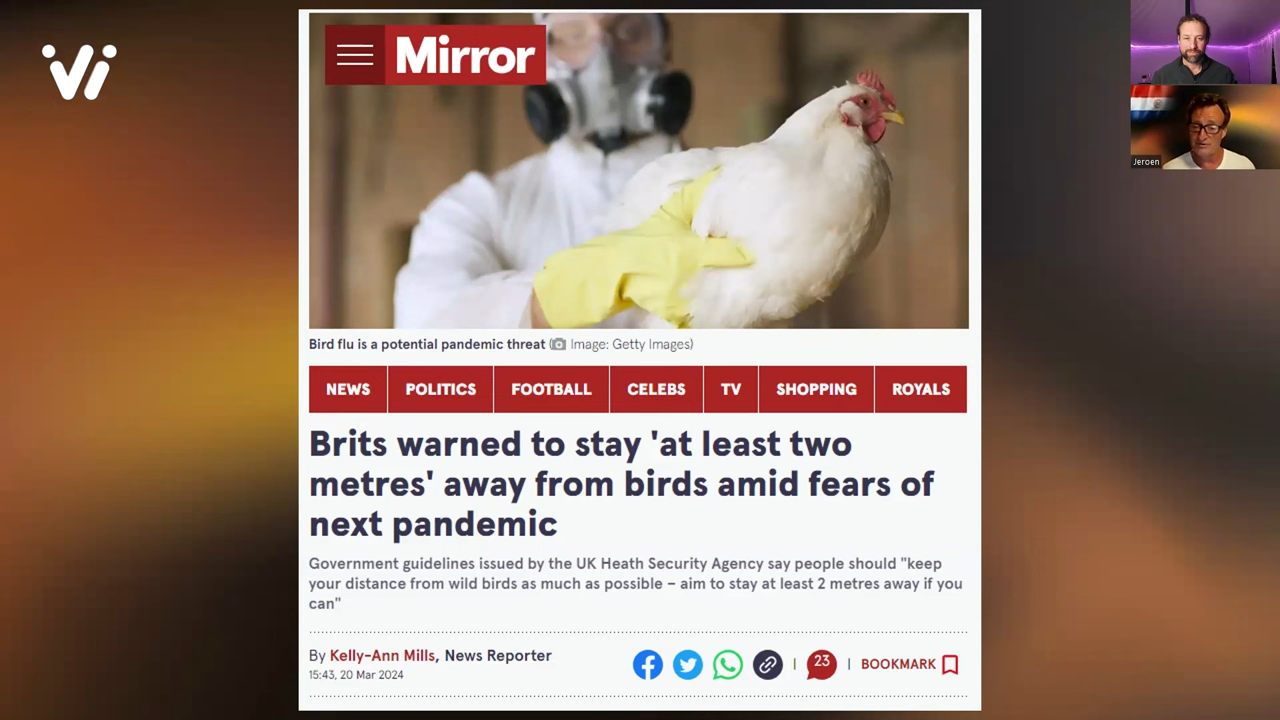 Mirror
Jeroen
Bird flu is a potential pandemic threat (Image: Getty Images)
NEWS
POLITICS
FOOTBALL
CELEBS
TV
SHOPPING
ROYALS
Brits warned to stay 'at least two
metres' away from birds amid fears of
next pandemic
Government guidelines issued by the UK Heath Security Agency say people should "keep
your distance from wild birds as much as possible – aim to stay at least 2 metres away if you
can"
By Kelly-Ann Mills, News Reporter
15:43, 20 Mar 2024
23
BOOKMARK